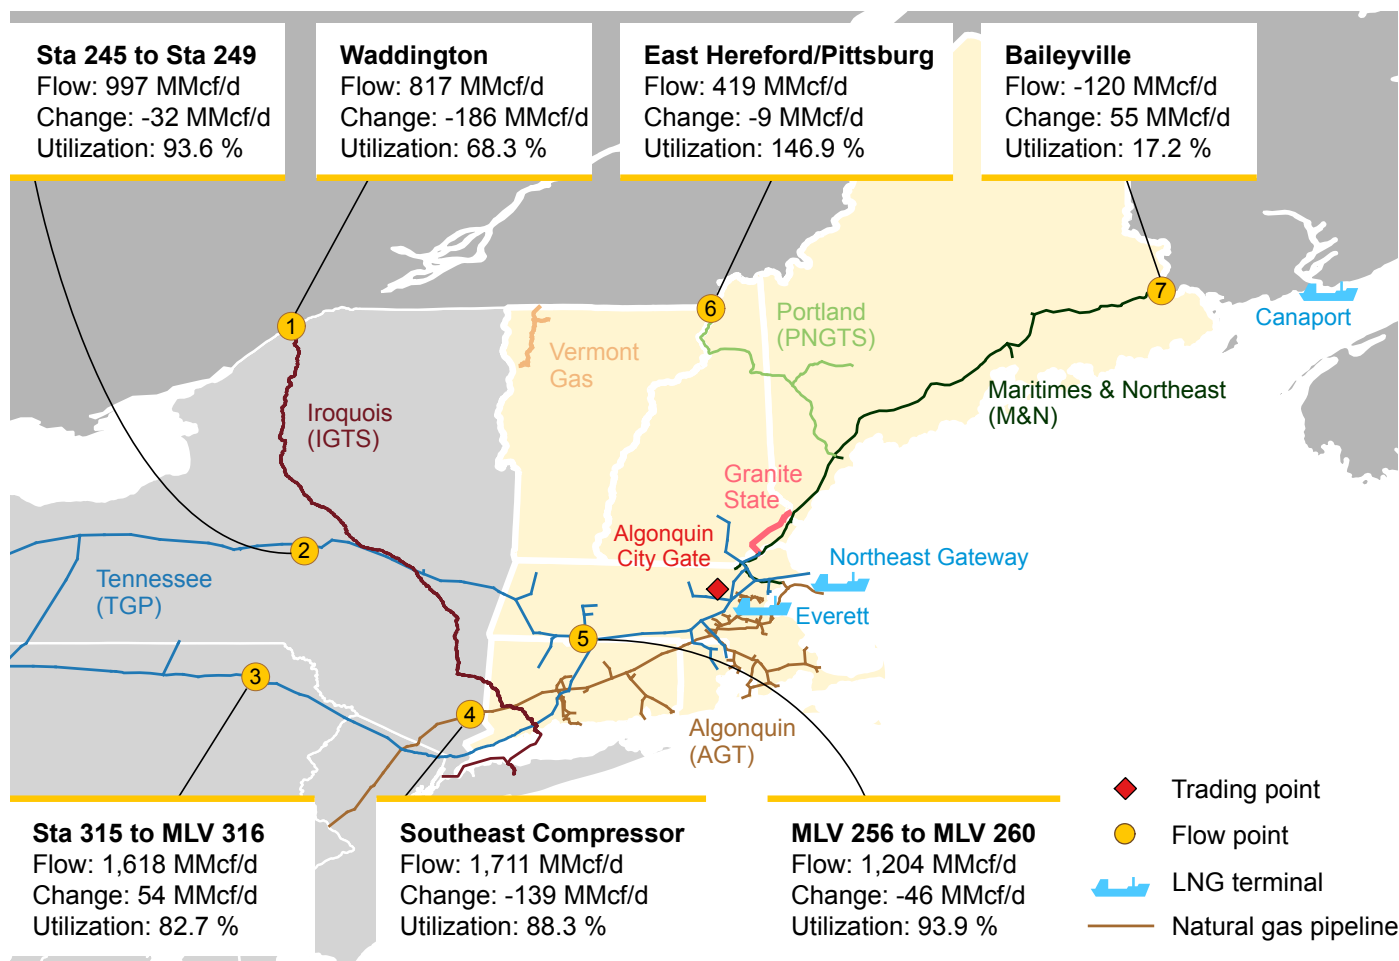 Sta 245 to Sta 249
Flow: 997 MMcf/d
Change: -32 MMcf/d
Utilization: 93.6 %
Waddington
Flow: 817 MMcf/d
Change: -186 MMcf/d
Utilization: 68.3 %
East Hereford/Pittsburg
Flow: 419 MMcf/d
Change: -9 MMcf/d
Utilization: 146.9 %
Baileyville
Flow: -120 MMcf/d
Change: 55 MMcf/d
Utilization: 17.2 %
7
6
1
Canaport
Portland
(PNGTS)
Vermont
Gas
Maritimes & Northeast
(M&N)
Iroquois
(IGTS)
Granite
State
Algonquin
City Gate
2
Northeast Gateway
Tennessee
(TGP)
Everett
5
3
4
Algonquin
(AGT)
Sta 315 to MLV 316
Flow: 1,618 MMcf/d
Change: 54 MMcf/d
Utilization: 82.7 %
Southeast Compressor
Flow: 1,711 MMcf/d
Change: -139 MMcf/d
Utilization: 88.3 %
MLV 256 to MLV 260
Flow: 1,204 MMcf/d
Change: -46 MMcf/d
Utilization: 93.9 %
Trading point
Flow point
LNG terminal
Natural gas pipeline